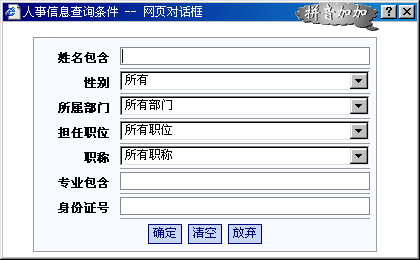 人事信息查询条件 -- 网页对话框
拼音加加
姓名包含
性别 所有
所属部门 所有部门
担任职位 所有职位
职称 所有职称
专业包含
身份证号
确定 清空 放弃